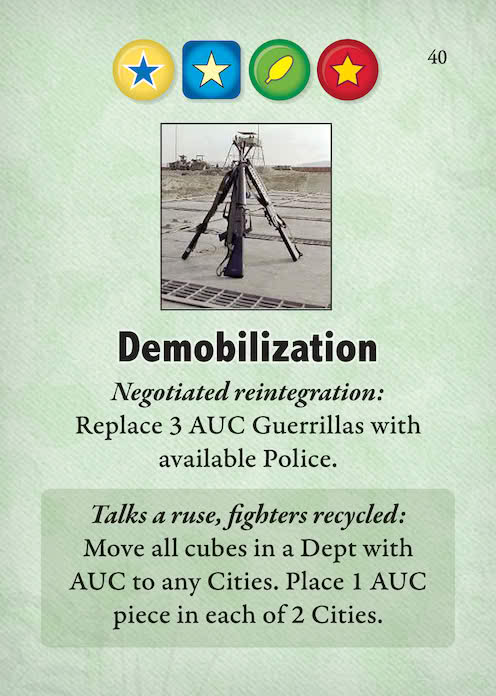 40
Demobilization
Negotiated reintegration:
Replace 3 AUC Guerrillas with
available Police.
Talks a ruse, fighters recycled:
Move all cubes in a Dept with
AUC to any Cities. Place 1 AUC
piece in each of 2 Cities.